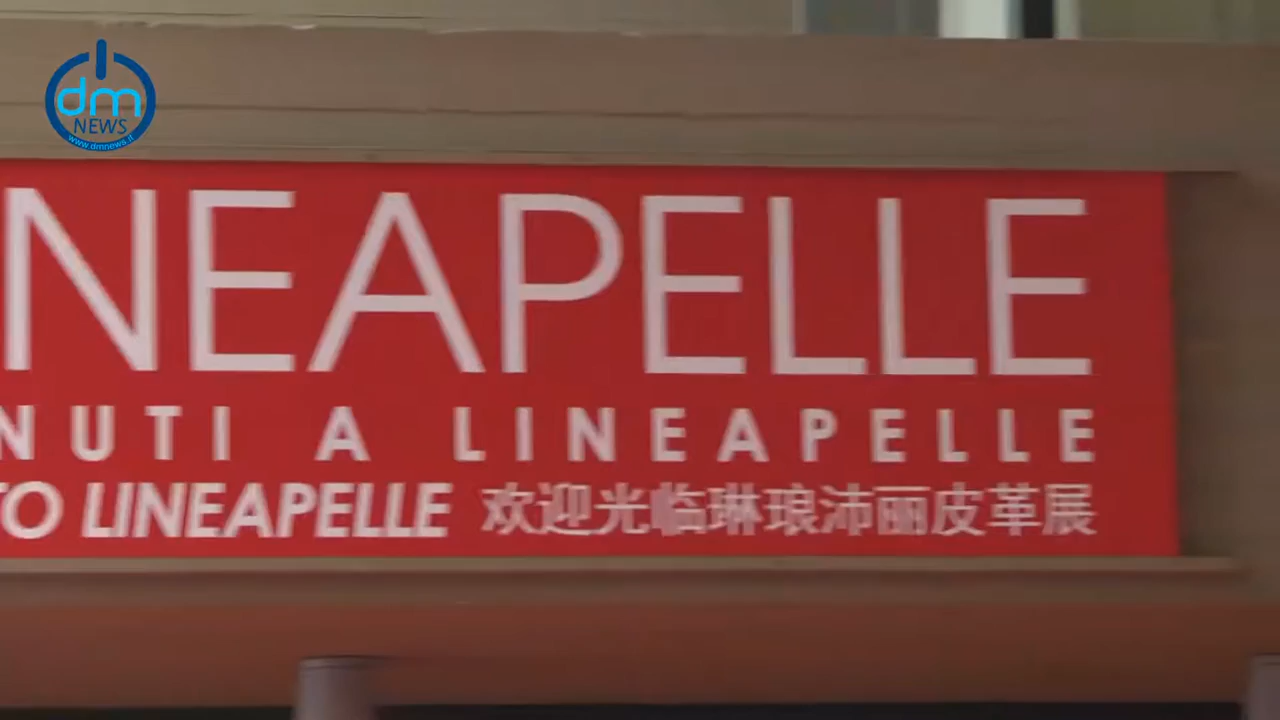 dm
NEWS
www.dmnews.it
NEAPELLE
NUTI A LINEAPELLE
TO LINEAPELLE 欢迎光临琳琅沛丽皮革展